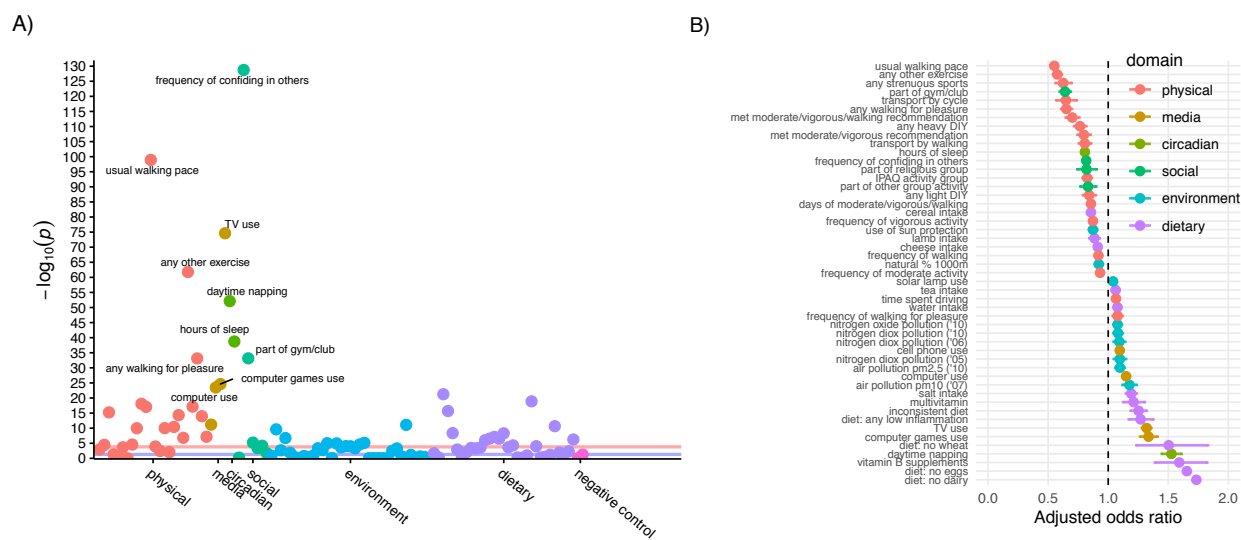 A)
130
125
120
115
110
105
100
95
90
85
80
75
70
65
60
55
50
45
40
35
30
25
20
15
10
5
0
−log10(p)
frequency of confiding in others
usual walking pace
TV use
any other exercise
daytime napping
hours of sleep
part of gym/club
any walking for pleasure
computer games use
computer use
physical
media
circadian
social
environment
dietary
negative control
B)
usual walking pace
any other exercise
any strenuous sports
part of gym/club
transport by cycle
any walking for pleasure
met moderate/vigorous/walking recommendation
any heavy DIY
met moderate/vigorous recommendation
transport by walking
hours of sleep
frequency of confiding in others
part of religious group
IPAQ activity group
part of other group activity
any light DIY
days of moderate/vigorous/walking
cereal intake
frequency of vigorous activity
use of sun protection
lamb intake
cheese intake
frequency of walking
natural % 1000m
frequency of moderate activity
solar lamp use
tea intake
time spent driving
water intake
frequency of walking for pleasure
nitrogen oxide pollution ('10)
nitrogen diox pollution ('10)
nitrogen diox pollution ('06)
cell phone use
nitrogen diox pollution ('05)
air pollution pm2.5 ('10)
computer use
air pollution pm10 ('07)
salt intake
multivitamin
inconsistent diet
diet: any low inflammation
TV use
computer games use
diet: no wheat
daytime napping
vitamin B supplements
diet: no eggs
diet: no dairy
0.0 0.5 1.0 1.5 2.0
Adjusted odds ratio
domain
physical
media
circadian
social
environment
dietary